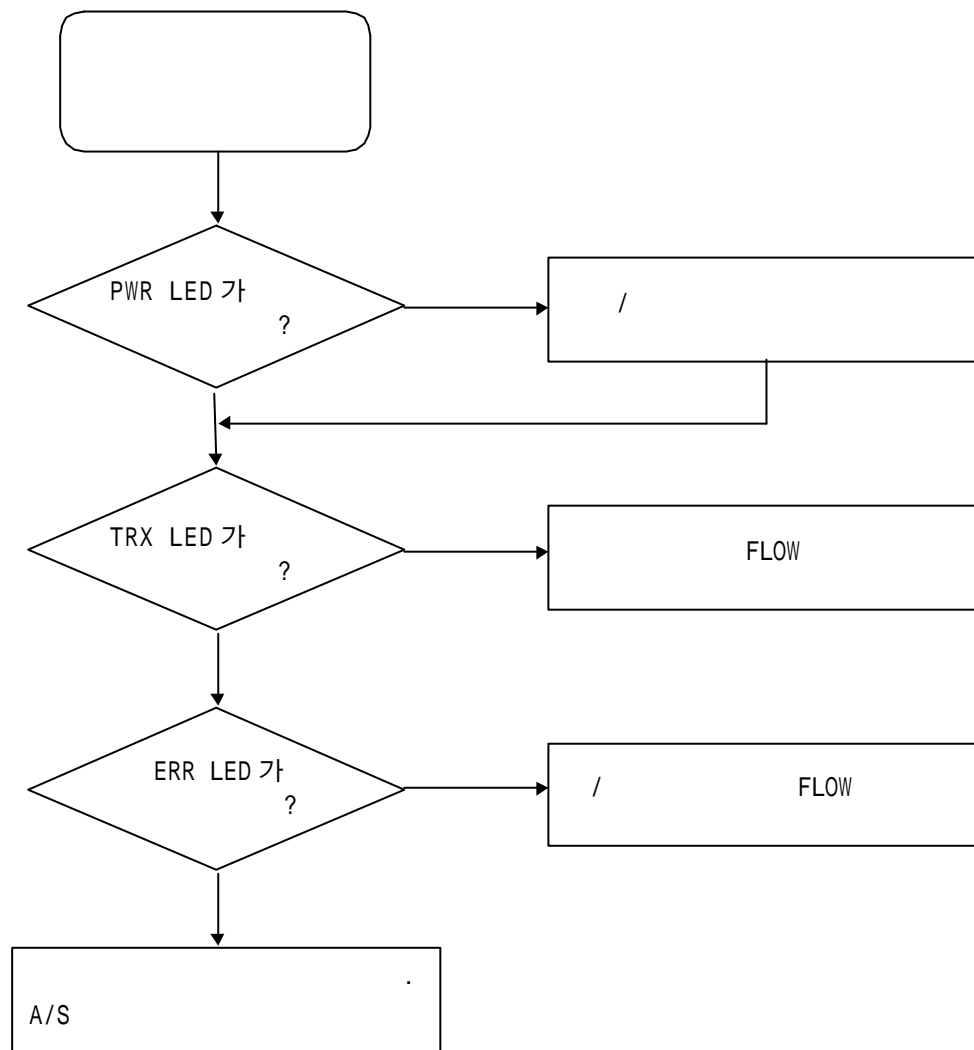 PWR LED 가
?
/
TRX LED 가
?
FLOW
ERR LED 가
?
/ FLOW
.
A/S